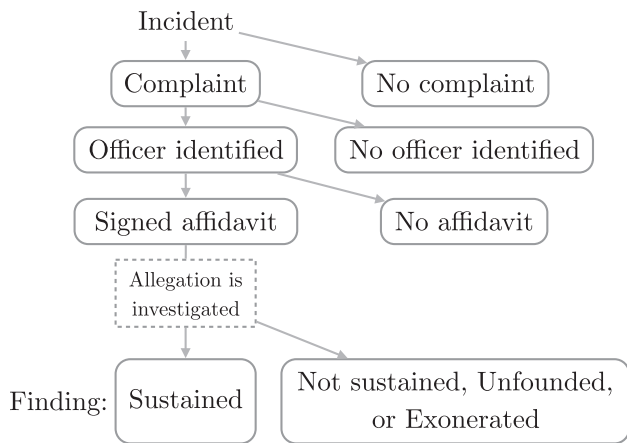 Incident
Complaint
No complaint
Officer identified
No officer identified
Signed affidavit
No affidavit
Allegation is
investigated
Finding:
Sustained
Not sustained, Unfounded,
or Exonerated